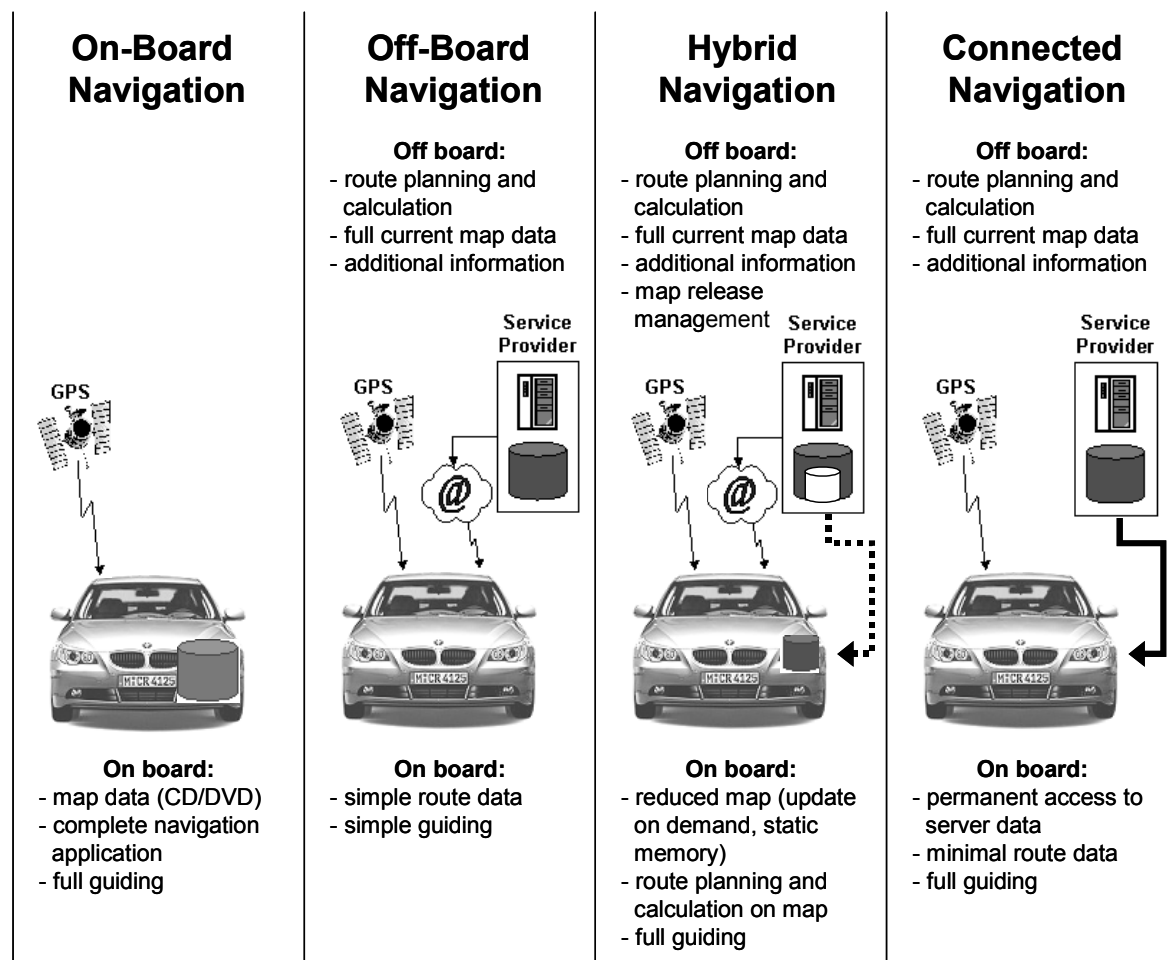 On-Board
Navigation
GPS
M CR 4125
On board:
- map data (CD/DVD)
- complete navigation
application
- full guiding
Off-Board
Navigation
Off board:
- route planning and
calculation
- full current map data
- additional information
Service
Provider
GPS
@
M CR 4125
On board:
- simple route data
- simple guiding
Hybrid
Navigation
Off board:
- route planning and
calculation
- full current map data
- additional information
- map release
management
Service
Provider
GPS
@
M CR 4125
On board:
- reduced map (update
on demand, static
memory)
- route planning and
calculation on map
- full guiding
Connected
Navigation
Off board:
- route planning and
calculation
- full current map data
- additional information
Service
Provider
GPS
M CR 4125
On board:
- permanent access to
server data
- minimal route data
- full guiding